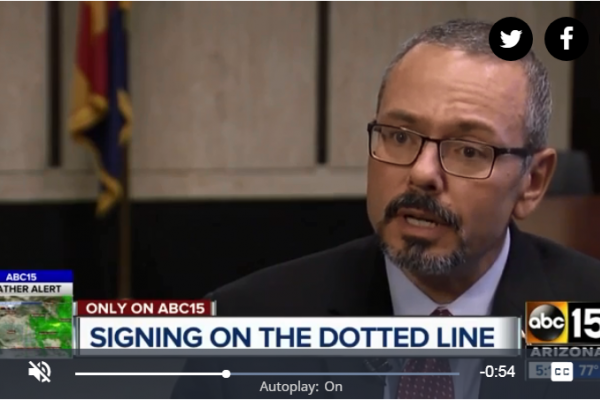 ABC15
ATHER ALERT
ONLY ON ABC15
SIGNING ON THE DOTTED LINE
abc 15
ARIZONA
77°
CC
-0:54
Autoplay: On